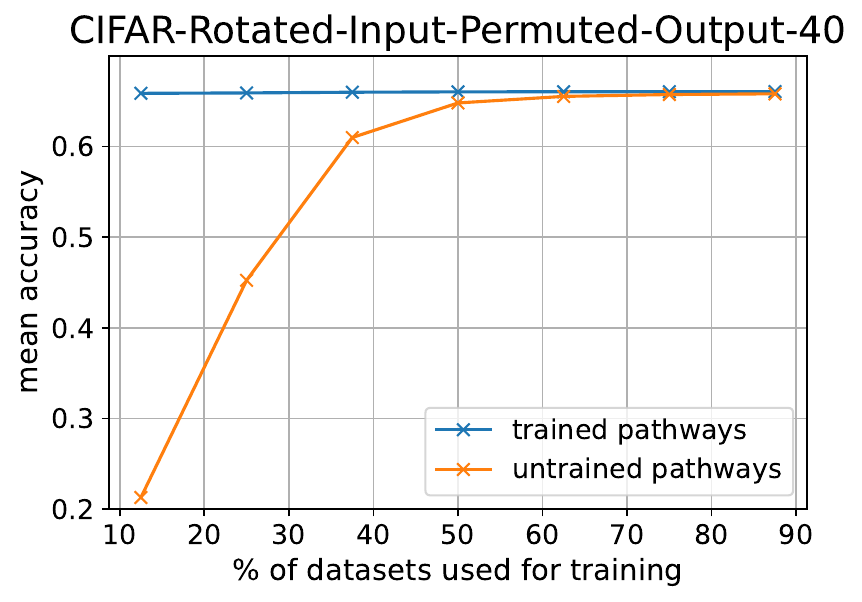 CIFAR-Rotated-Input-Permuted-Output-40
mean accuracy
0.6
0.5
0.4
0.3
0.2
trained pathways
untrained pathways
10 20 30 40 50 60 70 80 90
% of datasets used for training